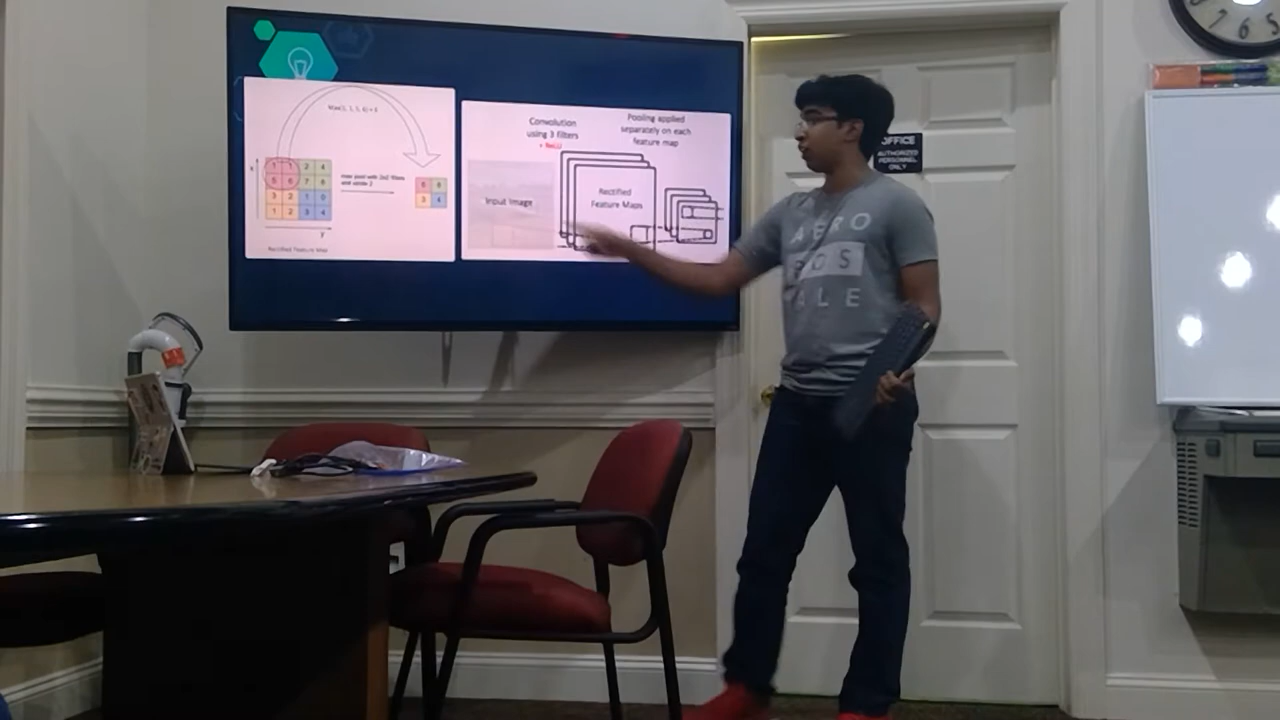 Max(1, 1, 5, 6) = 6
1 1 2 4
5 6 7 8
3 2 1 0
1 2 3 4
x
y
max pool with 2x2 filters
and stride 2
6 8
3 4
Rectified Feature Map
Convolution
using 3 filters
+ ReLU
Pooling applied
separately on each
feature map
Input Image
Rectified
Feature Maps
OFFICE
AUTHORIZED
PERSONNEL
ONLY
AERO
POS
ALE
7 6 5